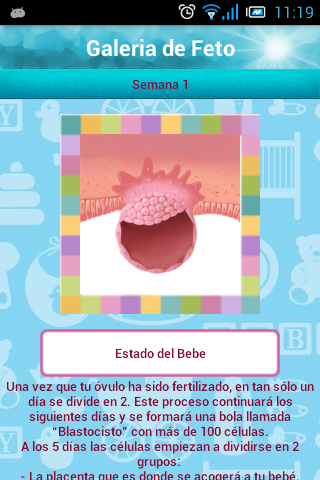 11:19
Galeria de Feto
Semana 1
Estado del Bebe
Una vez que tu óvulo ha sido fertilizado, en tan sólo un
día se divide en 2. Este proceso continuará los
siguientes días y se formará una bola llamada
“Blastocisto” con más de 100 células.
A los 5 días las células empiezan a dividirse en 2
grupos:
- La placenta que es donde se acogerá a tu bebé.